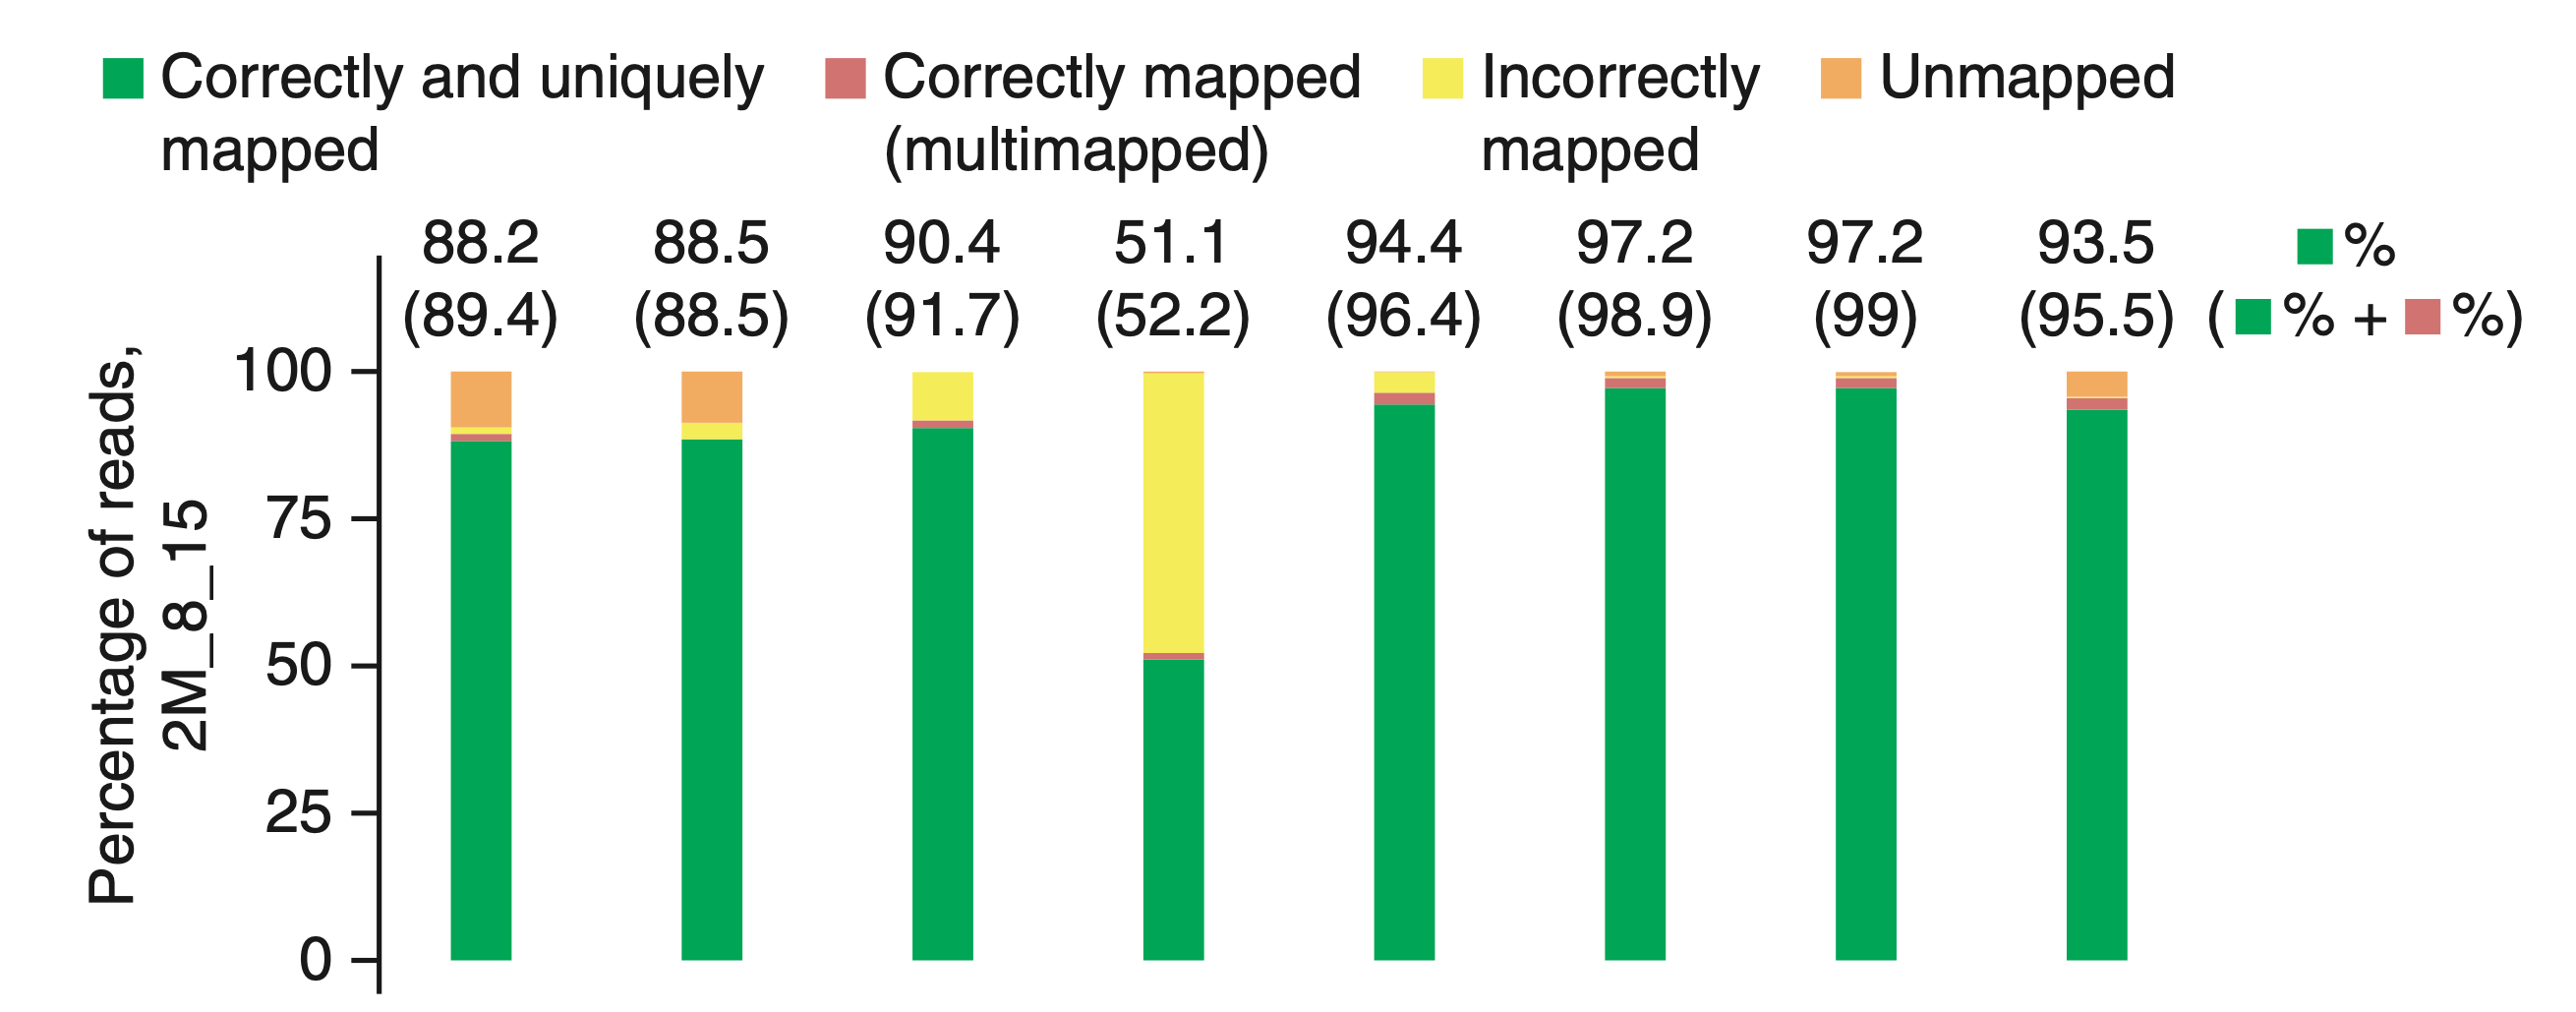 Correctly and uniquely
mapped
Correctly mapped
(multimapped)
Incorrectly
mapped
Unmapped
88.2 88.5 90.4 51.1 94.4 97.2 97.2 93.5 %
(89.4) (88.5) (91.7) (52.2) (96.4) (98.9) (99) (95.5) ( % + %)
Percentage of reads,
2M_8_15
100
75
50
25
0